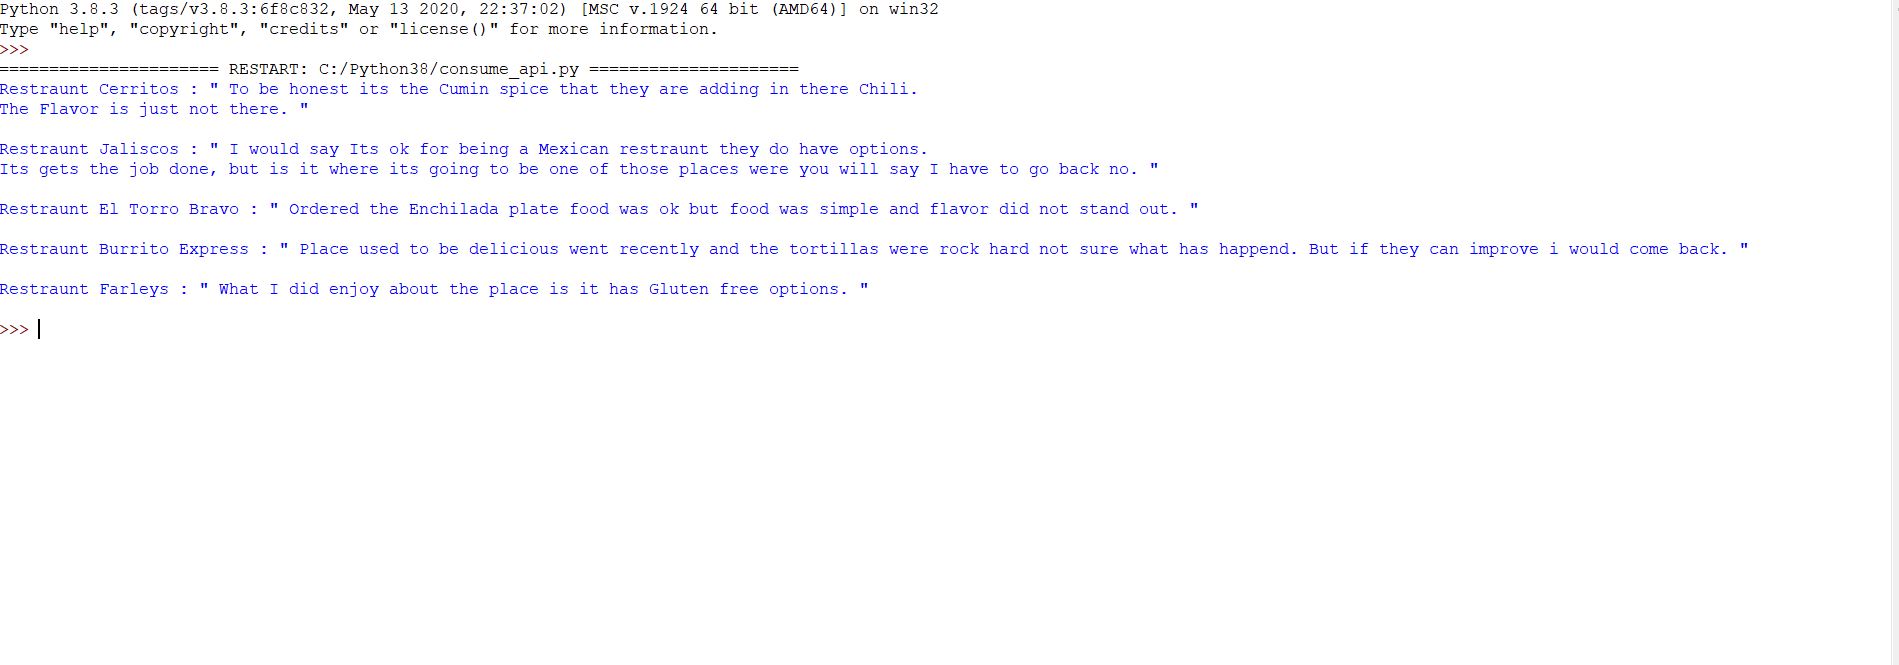 Python 3.8.3 (tags/v3.8.3:6f8c832, May 13 2020, 22:37:02) [MSC v.1924 64 bit (AMD64)] on win32
Type "help", "copyright", "credits" or "license()" for more information.
>>>
====================== RESTART: C:/Python38/consume_api.py =====================
Restraunt Cerritos : " To be honest its the Cumin spice that they are adding in there Chili.
The Flavor is just not there. "
Restraunt Jaliscos : " I would say Its ok for being a Mexican restraunt they do have options.
Its gets the job done, but is it where its going to be one of those places were you will say I have to go back no. "
Restraunt El Torro Bravo : " Ordered the Enchilada plate food was ok but food was simple and flavor did not stand out. "
Restraunt Burrito Express : " Place used to be delicious went recently and the tortillas were rock hard not sure what has happend. But if they can improve i would come back. "
Restraunt Farleys : " What I did enjoy about the place is it has Gluten free options. "
>>>